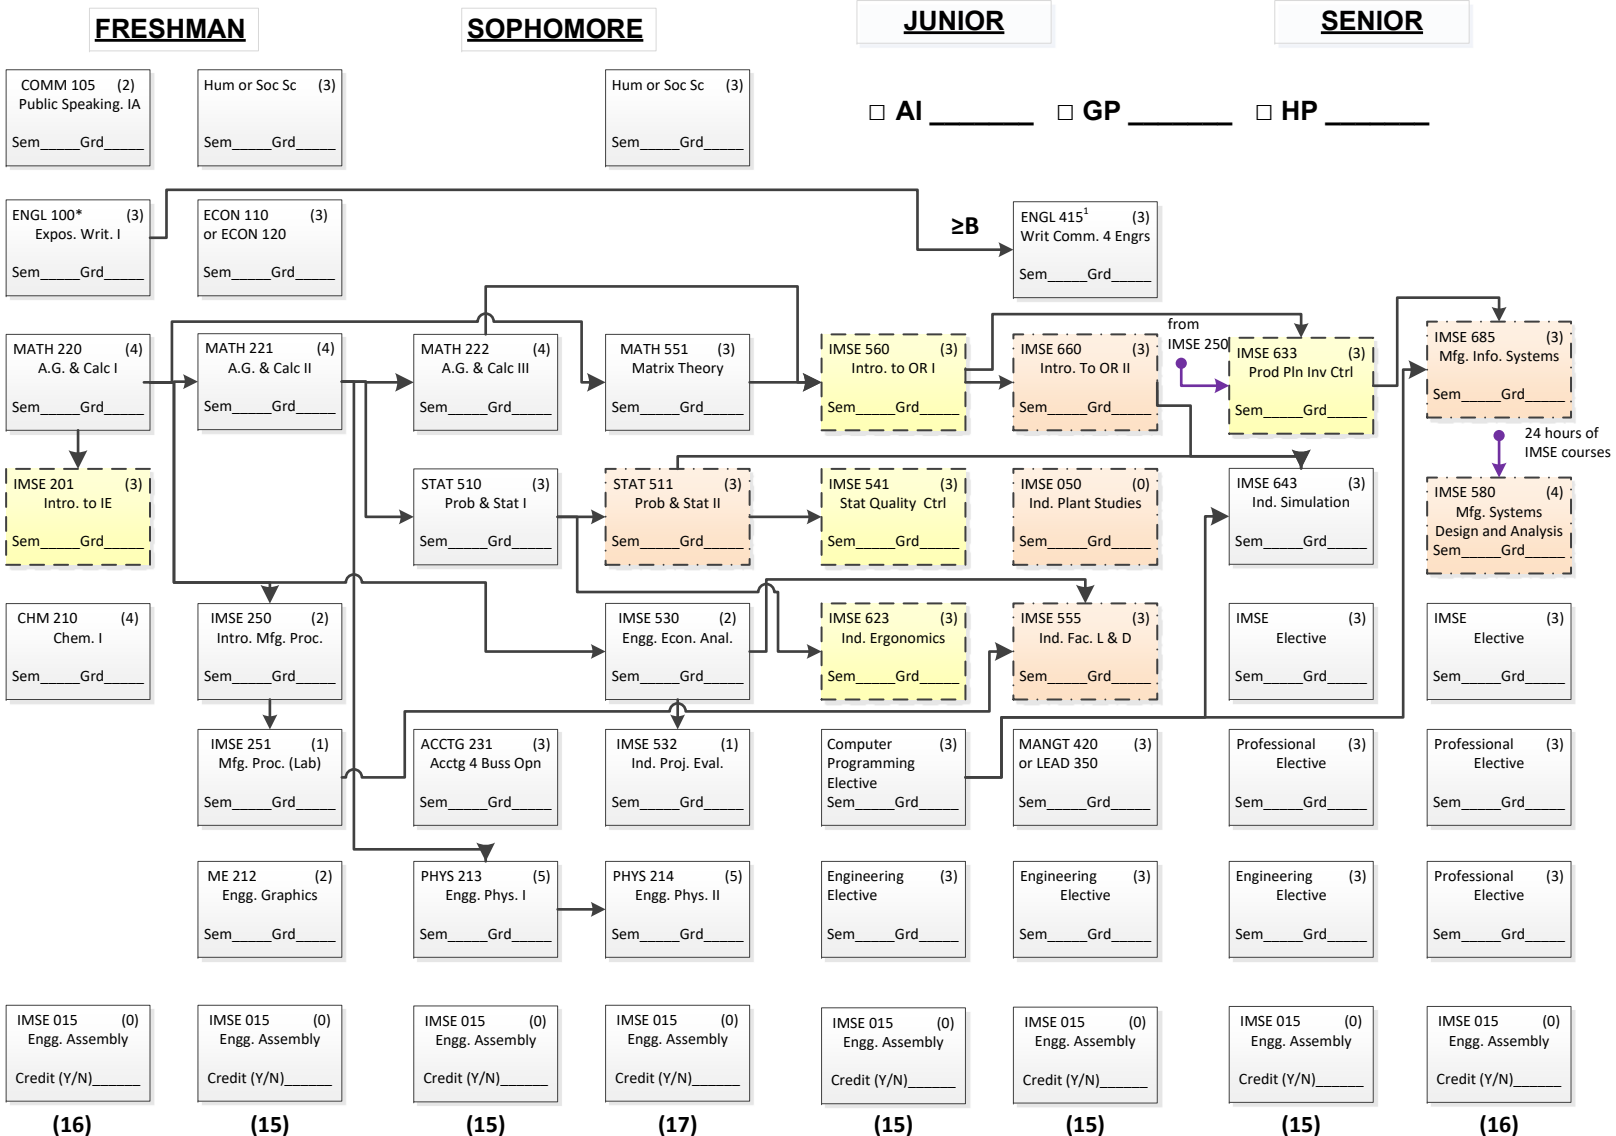 FRESHMAN
SOPHOMORE
JUNIOR
SENIOR
COMM 105 (2)
Public Speaking. IA
Sem_____Grd_____
Hum or Soc Sc (3)
Sem_____Grd_____
Hum or Soc Sc (3)
Sem_____Grd_____
□ AI _______ □ GP _______ □ HP _______
ENGL 100* (3)
Expos. Writ. I
Sem_____Grd_____
ECON 110 (3)
or ECON 120
Sem_____Grd_____
≥B
ENGL 415¹ (3)
Writ Comm. 4 Engrs
Sem_____Grd_____
MATH 220 (4)
A.G. & Calc I
Sem_____Grd_____
MATH 221 (4)
A.G. & Calc II
Sem_____Grd_____
MATH 222 (4)
A.G. & Calc III
Sem_____Grd_____
MATH 551 (3)
Matrix Theory
Sem_____Grd_____
IMSE 560 (3)
Intro. to OR I
Sem_____Grd_____
IMSE 660 (3)
Intro. To OR II
Sem_____Grd_____
from
IMSE 250
IMSE 633 (3)
Prod Pln Inv Ctrl
Sem_____Grd_____
IMSE 685 (3)
Mfg. Info. Systems
Sem_____Grd_____
24 hours of
IMSE courses
IMSE 201 (3)
Intro. to IE
Sem_____Grd_____
STAT 510 (3)
Prob & Stat I
Sem_____Grd_____
STAT 511 (3)
Prob & Stat II
Sem_____Grd_____
IMSE 541 (3)
Stat Quality Ctrl
Sem_____Grd_____
IMSE 050 (0)
Ind. Plant Studies
Sem_____Grd_____
IMSE 643 (3)
Ind. Simulation
Sem_____Grd_____
IMSE 580 (4)
Mfg. Systems
Design and Analysis
Sem_____Grd_____
CHM 210 (4)
Chem. I
Sem_____Grd_____
IMSE 250 (2)
Intro. Mfg. Proc.
Sem_____Grd_____
IMSE 530 (2)
Engg. Econ. Anal.
Sem_____Grd_____
IMSE 623 (3)
Ind. Ergonomics
Sem_____Grd_____
IMSE 555 (3)
Ind. Fac. L & D
Sem_____Grd_____
IMSE (3)
Elective
Sem_____Grd_____
IMSE (3)
Elective
Sem_____Grd_____
IMSE 251 (1)
Mfg. Proc. (Lab)
Sem_____Grd_____
ACCTG 231 (3)
Acctg 4 Buss Opn
Sem_____Grd_____
IMSE 532 (1)
Ind. Proj. Eval.
Sem_____Grd_____
Computer (3)
Programming
Elective
Sem_____Grd_____
MANGT 420 (3)
or LEAD 350
Sem_____Grd_____
Professional (3)
Elective
Sem_____Grd_____
Professional (3)
Elective
Sem_____Grd_____
ME 212 (2)
Engg. Graphics
Sem_____Grd_____
PHYS 213 (5)
Engg. Phys. I
Sem_____Grd_____
PHYS 214 (5)
Engg. Phys. II
Sem_____Grd_____
Engineering (3)
Elective
Sem_____Grd_____
Engineering (3)
Elective
Sem_____Grd_____
Engineering (3)
Elective
Sem_____Grd_____
Professional (3)
Elective
Sem_____Grd_____
IMSE 015 (0)
Engg. Assembly
Credit (Y/N)______
IMSE 015 (0)
Engg. Assembly
Credit (Y/N)______
IMSE 015 (0)
Engg. Assembly
Credit (Y/N)______
IMSE 015 (0)
Engg. Assembly
Credit (Y/N)______
IMSE 015 (0)
Engg. Assembly
Credit (Y/N)______
IMSE 015 (0)
Engg. Assembly
Credit (Y/N)______
IMSE 015 (0)
Engg. Assembly
Credit (Y/N)______
IMSE 015 (0)
Engg. Assembly
Credit (Y/N)______
(16)
(15)
(15)
(17)
(15)
(15)
(15)
(16)